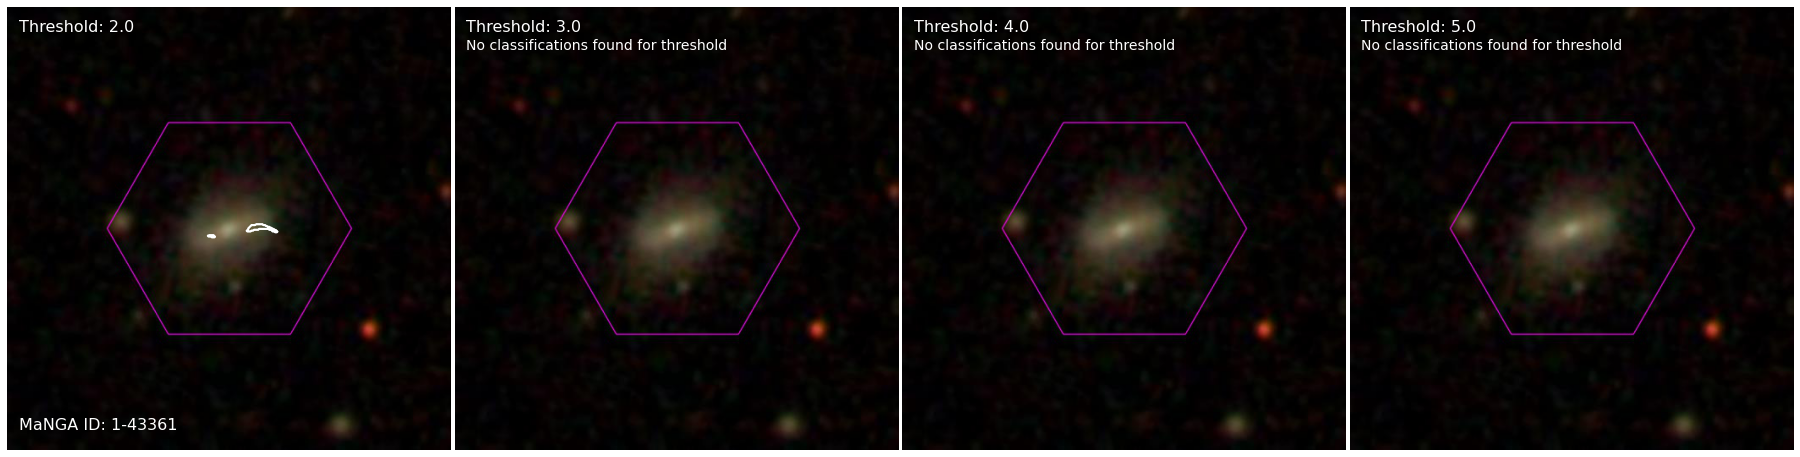 Threshold: 2.0
Threshold: 3.0
No classifications found for threshold
Threshold: 4.0
No classifications found for threshold
Threshold: 5.0
No classifications found for threshold
MaNGA ID: 1-43361